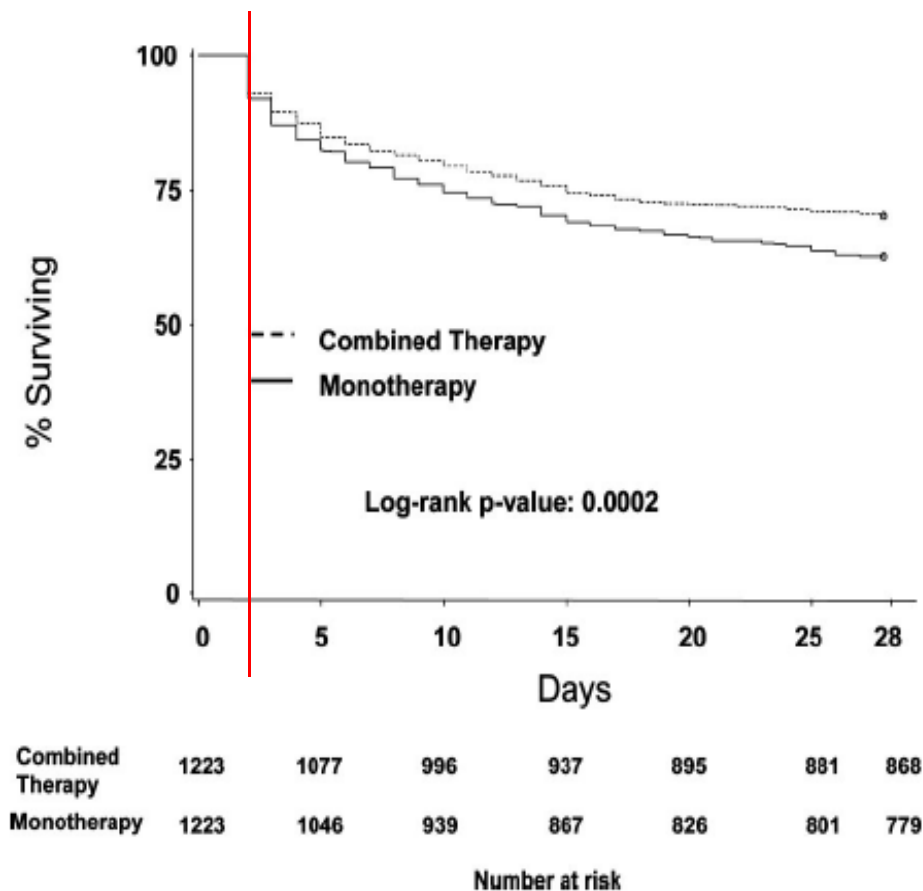 100
75
50
25
0
% Surviving
Combined Therapy
Monotherapy
Log-rank p-value: 0.0002
0 5 10 15 20 25 28
Days
Combined Therapy 1223 1077 996 937 895 881 868
Monotherapy 1223 1046 939 867 826 801 779
Number at risk